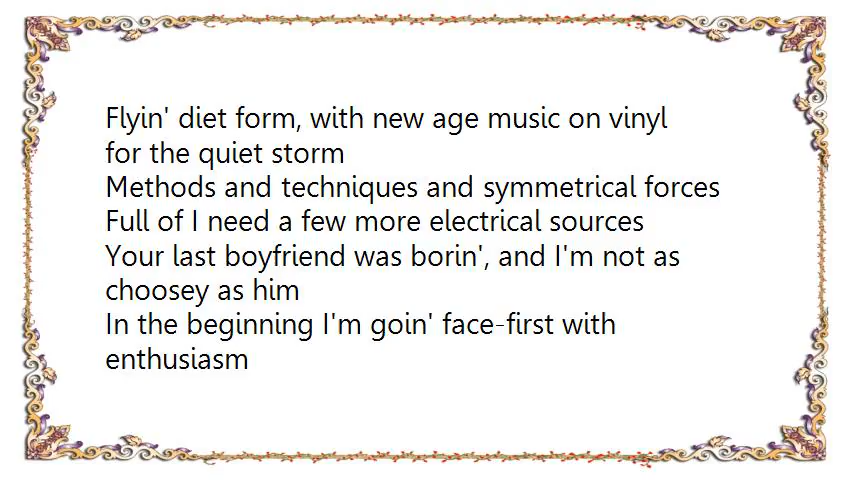 Flyin' diet form, with new age music on vinyl
for the quiet storm
Methods and techniques and symmetrical forces
Full of I need a few more electrical sources
Your last boyfriend was borin', and I'm not as
choosey as him
In the beginning I'm goin' face-first with
enthusiasm